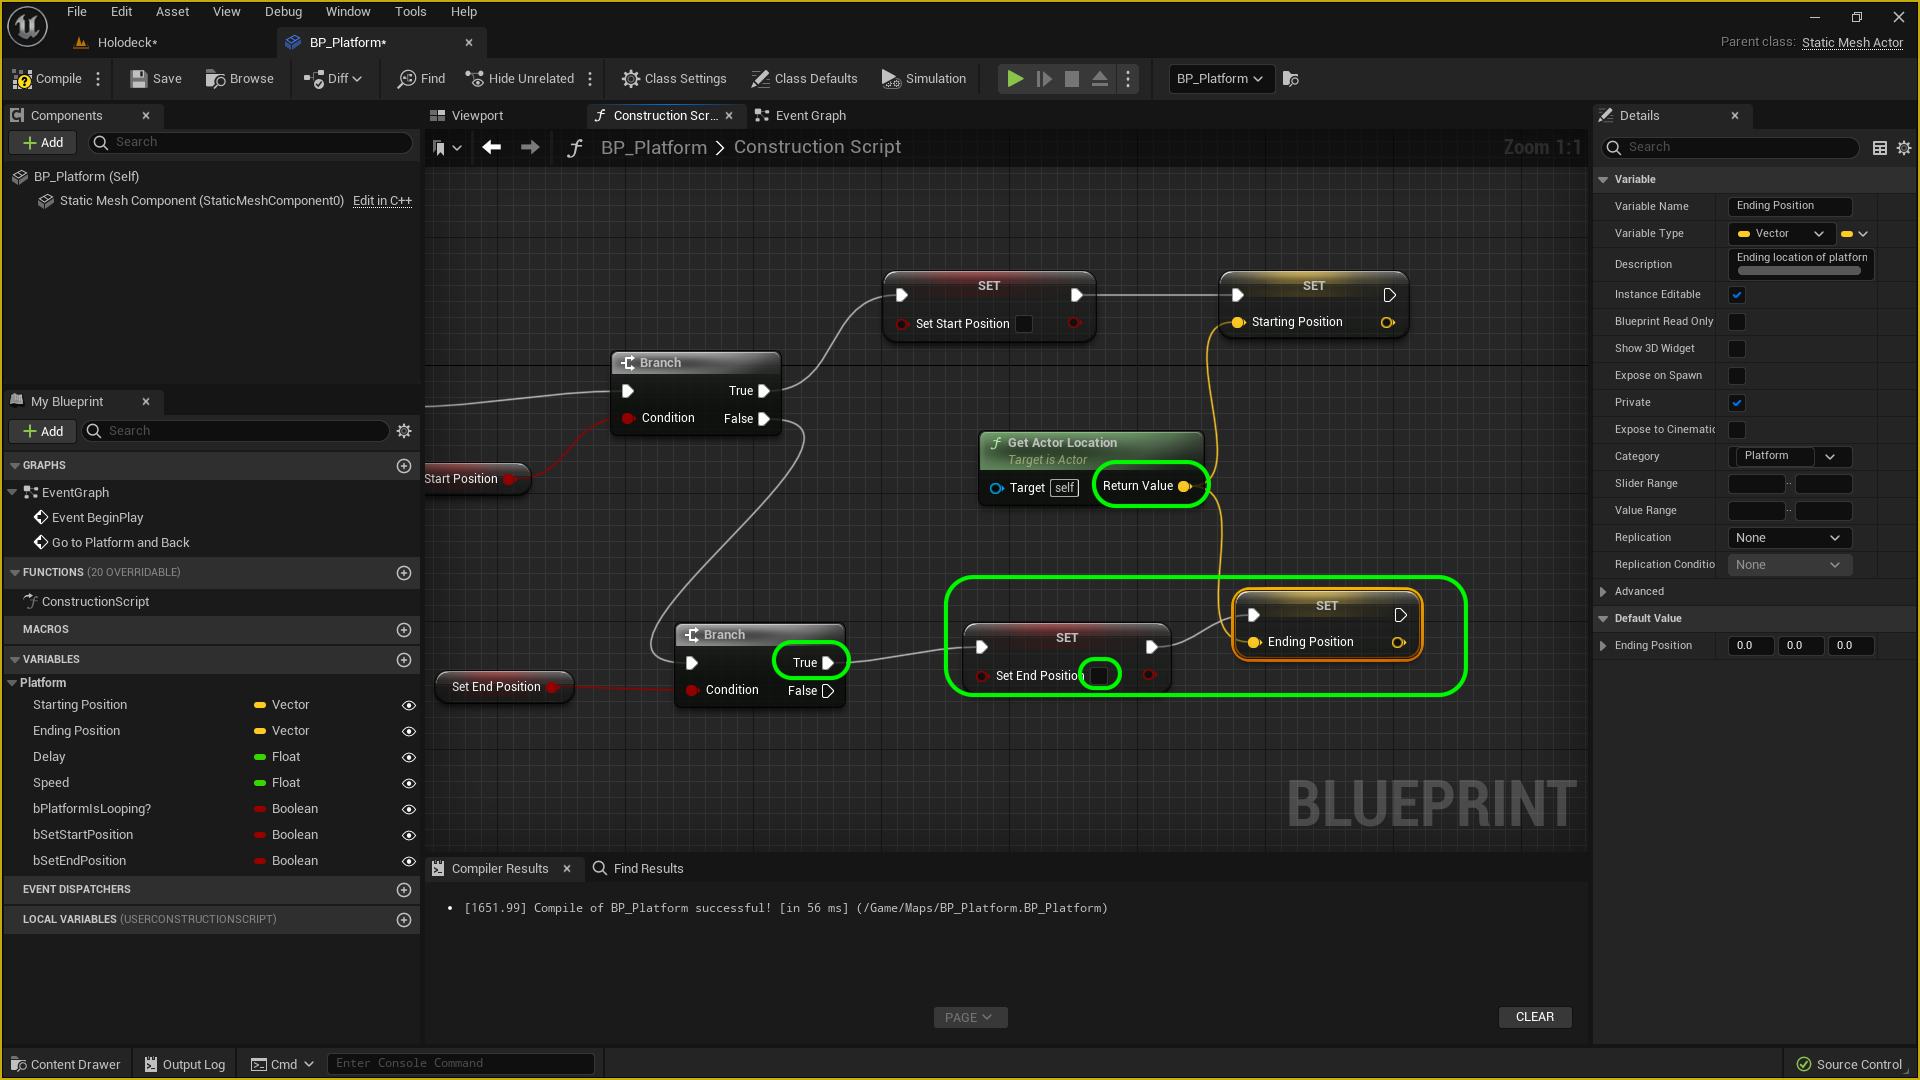 File Edit Asset View Debug Window Tools Help
Holodeck*
BP_Platform*
Parent class: Static Mesh Actor
Compile
Save
Browse
Diff
Find
Hide Unrelated
Class Settings
Class Defaults
Simulation
BP_Platform
Components
Add
Search
BP_Platform (Self)
Static Mesh Component (StaticMeshComponent0) Edit in C++
My Blueprint
Add
Search
GRAPHS
EventGraph
Event BeginPlay
Go to Platform and Back
FUNCTIONS (20 OVERRIDABLE)
ConstructionScript
MACROS
VARIABLES
Platform
Starting Position Vector
Ending Position Vector
Delay Float
Speed Float
bPlatformIsLooping? Boolean
bSetStartPosition Boolean
bSetEndPosition Boolean
EVENT DISPATCHERS
LOCAL VARIABLES (USERCONSTRUCTIONSCRIPT)
Viewport
Construction Scr...
Event Graph
BP_Platform > Construction Script
Zoom 1:1
SET
Set Start Position
SET
Starting Position
Branch
True
Condition
False
Start Position
Get Actor Location
Target is Actor
Target self
Return Value
SET
Ending Position
SET
Set End Position
Branch
True
Condition
False
Set End Position
BLUEPRINT
Compiler Results
Find Results
[1651.99] Compile of BP_Platform successful! [in 56 ms] (/Game/Maps/BP_Platform.BP_Platform)
PAGE
CLEAR
Details
Search
Variable
Variable Name Ending Position
Variable Type Vector
Description Ending location of platform
Instance Editable
Blueprint Read Only
Show 3D Widget
Expose on Spawn
Private
Expose to Cinematic
Category Platform
Slider Range
Value Range
Replication None
Replication Conditio None
Advanced
Default Value
Ending Position 0.0 0.0 0.0
Content Drawer
Output Log
Cmd
Enter Console Command
Source Control